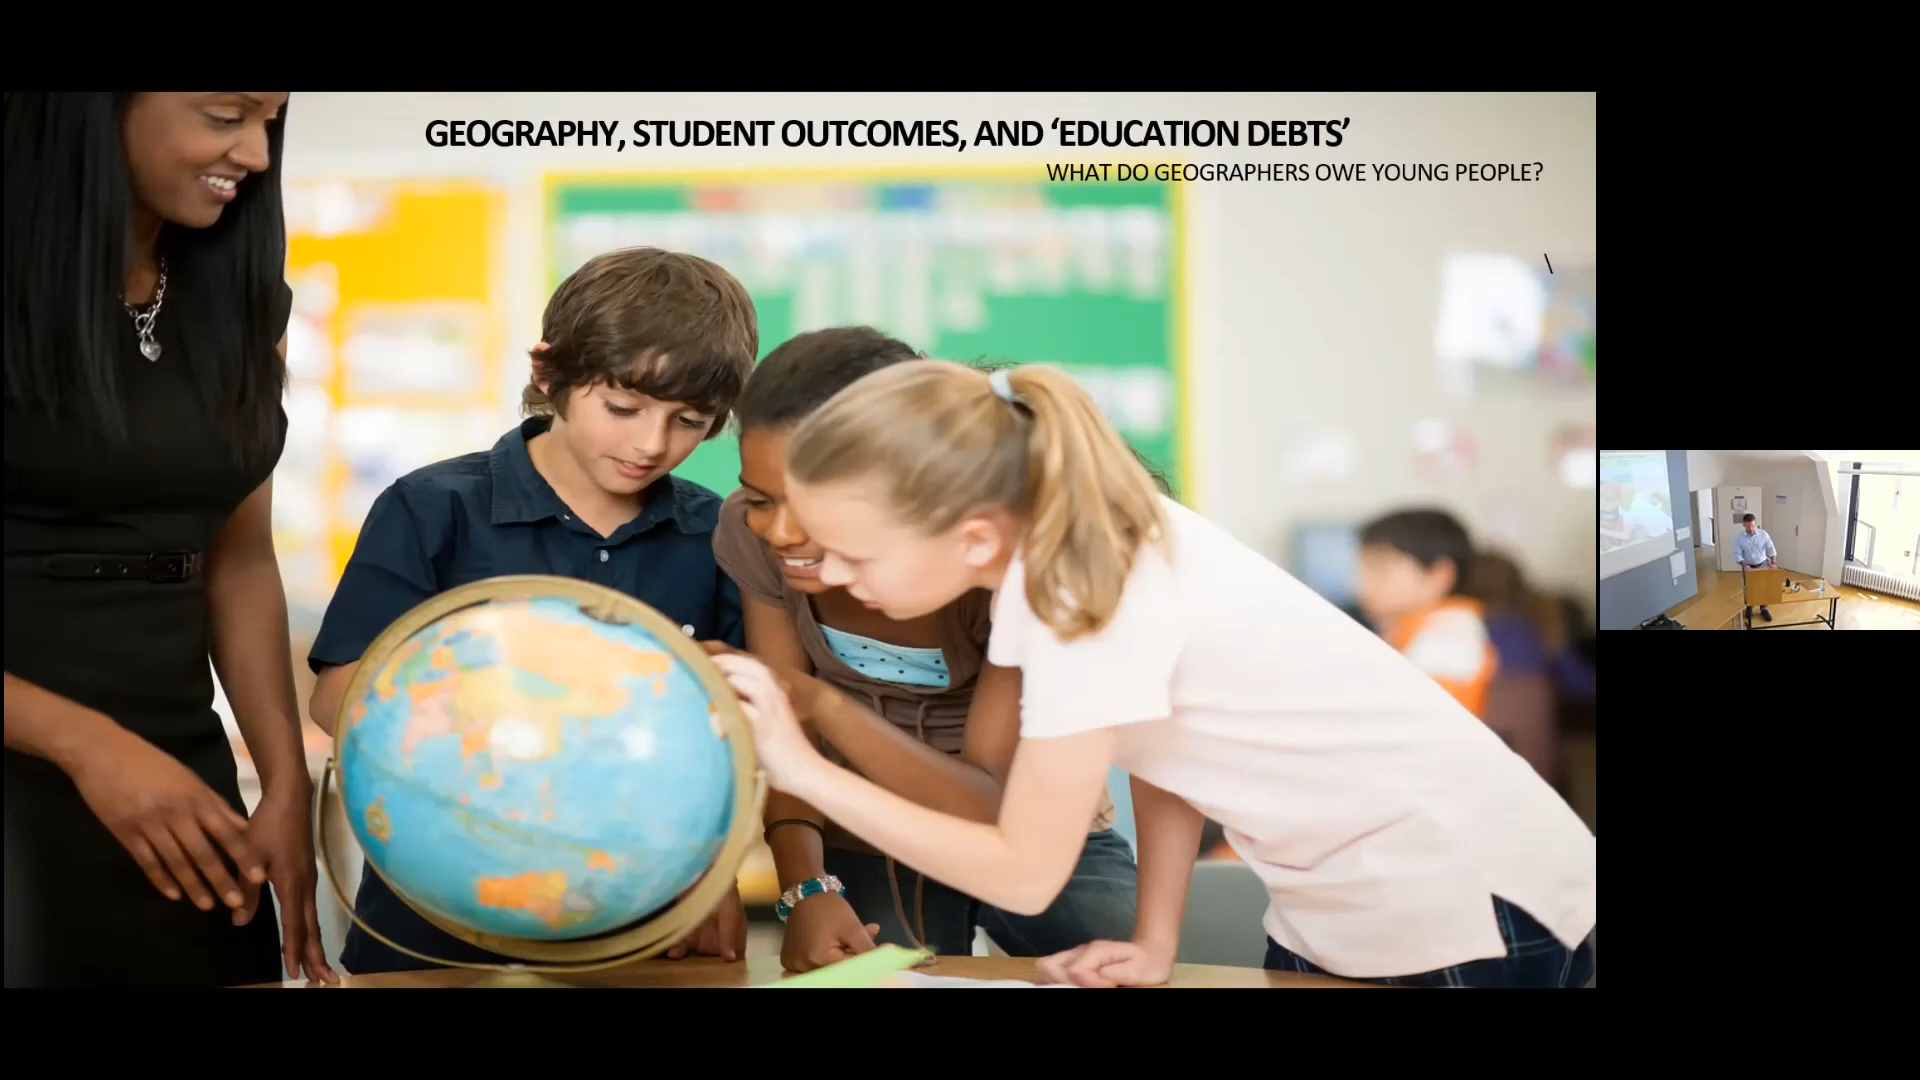 GEOGRAPHY, STUDENT OUTCOMES, AND ‘EDUCATION DEBTS’
WHAT DO GEOGRAPHERS OWE YOUNG PEOPLE?
\